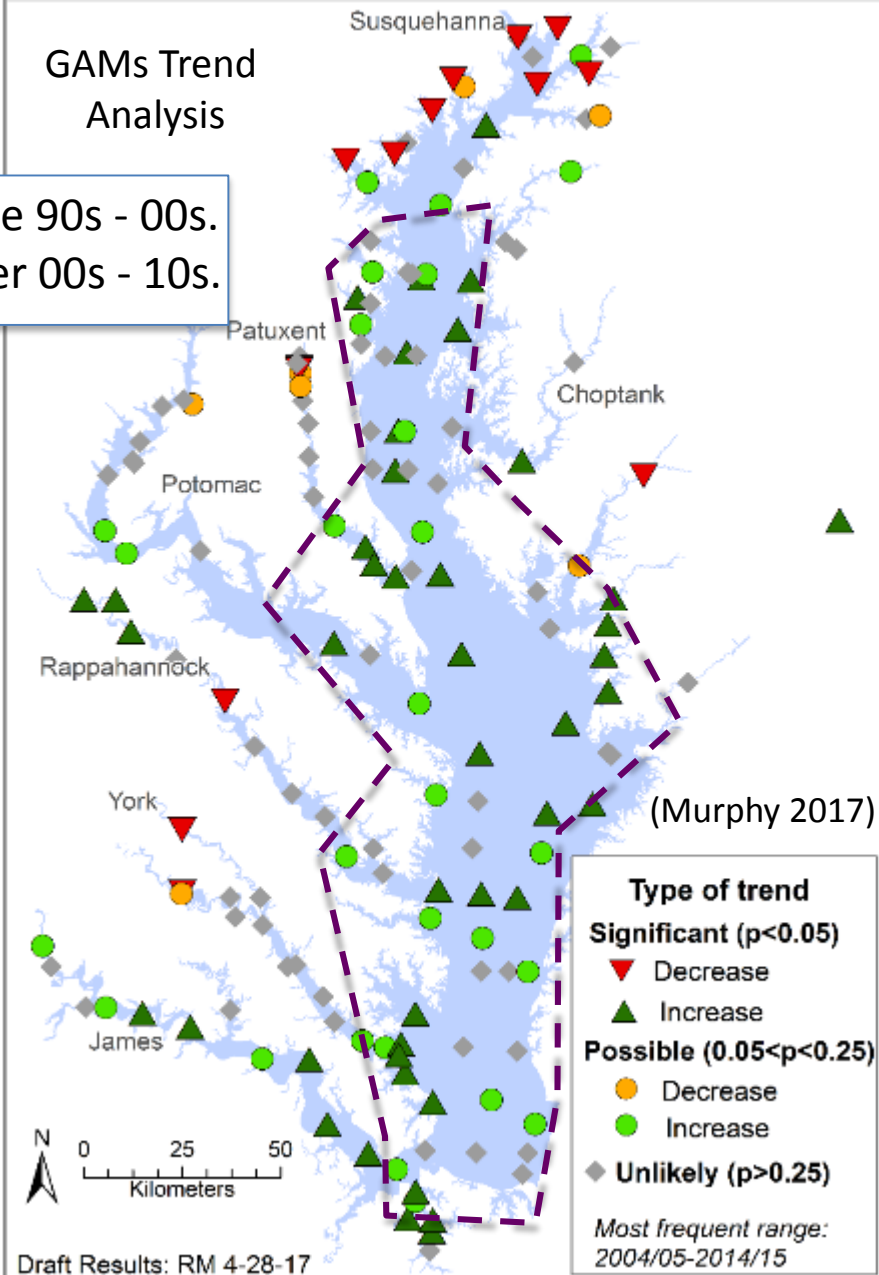 Susquehanna
GAMs Trend
Analysis
e 90s - 00s.
er 00s - 10s.
Patuxent
Choptank
Potomac
Rappahannock
York
(Murphy 2017)
James
N
0 25 50
Kilometers
Draft Results: RM 4-28-17
Type of trend
Significant (p<0.05)
Decrease
Increase
Possible (0.05<p<0.25)
Decrease
Increase
Unlikely (p>0.25)
Most frequent range:
2004/05-2014/15